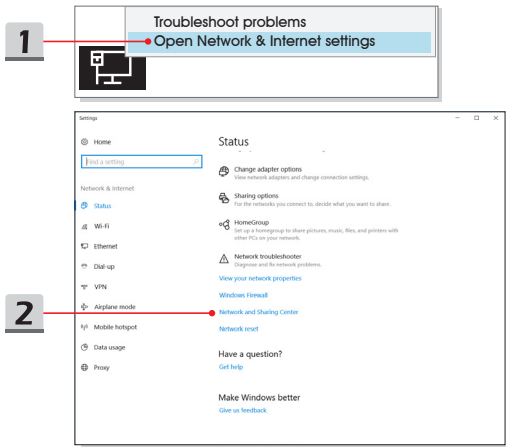 1
Troubleshoot problems
Open Network & Internet settings
Settings
Home
Find a setting
Network & Internet
Status
Wi-Fi
Ethernet
Dial-up
VPN
Airplane mode
Mobile hotspot
Data usage
Proxy
Status
Change adapter options
View network adapters and change connection settings.
Sharing options
For the networks you connect to, decide what you want to share.
HomeGroup
Set up a homegroup to share pictures, music, files, and printers with
other PCs on your network.
Network troubleshooter
Diagnose and fix network problems.
View your network properties
Windows Firewall
2
Network and Sharing Center
Network reset
Have a question?
Get help
Make Windows better
Give us feedback